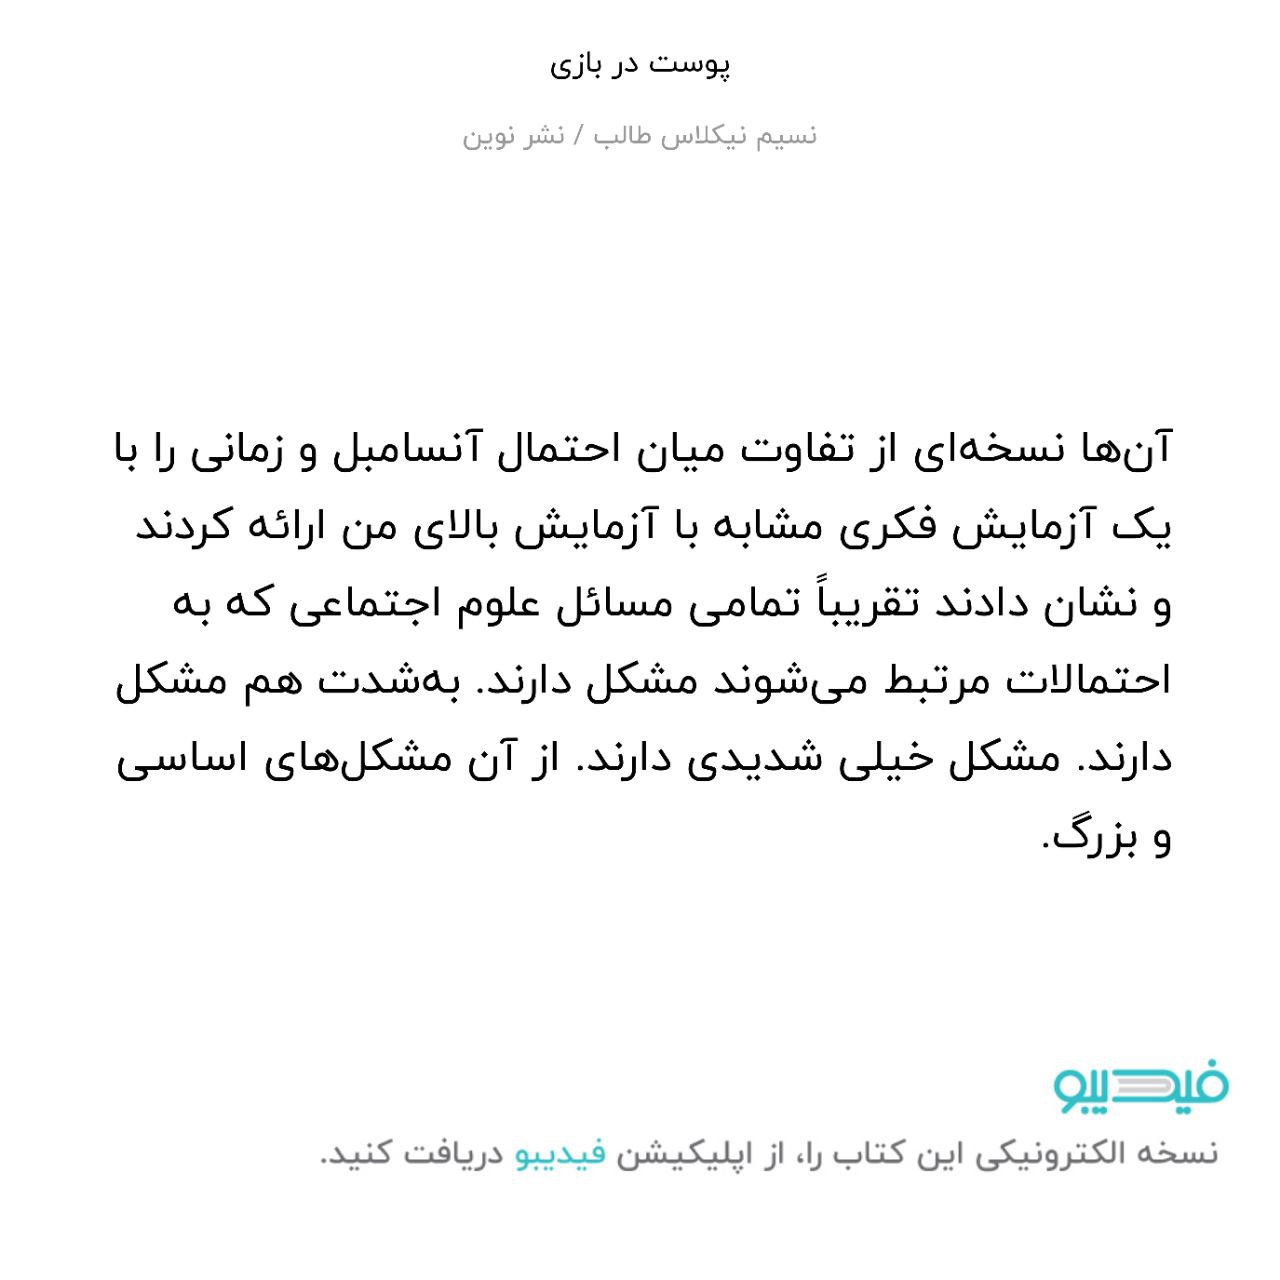 پوست در بازی
نسیم نیکلاس طالب / نشر نوین
آن‌ها نسخه‌ای از تفاوت میان احتمال آنسامبل و زمانی را با
یک آزمایش فکری مشابه با آزمایش بالای من ارائه کردند
و نشان دادند تقریباً تمامی مسائل علوم اجتماعی که به
احتمالات مرتبط می‌شوند مشکل دارند. به‌شدت هم مشکل
دارند. مشکل خیلی شدیدی دارند. از آن مشکل‌های اساسی
و بزرگ.
فیدیبو
نسخه الکترونیکی این کتاب را، از اپلیکیشن فیدیبو دریافت کنید.